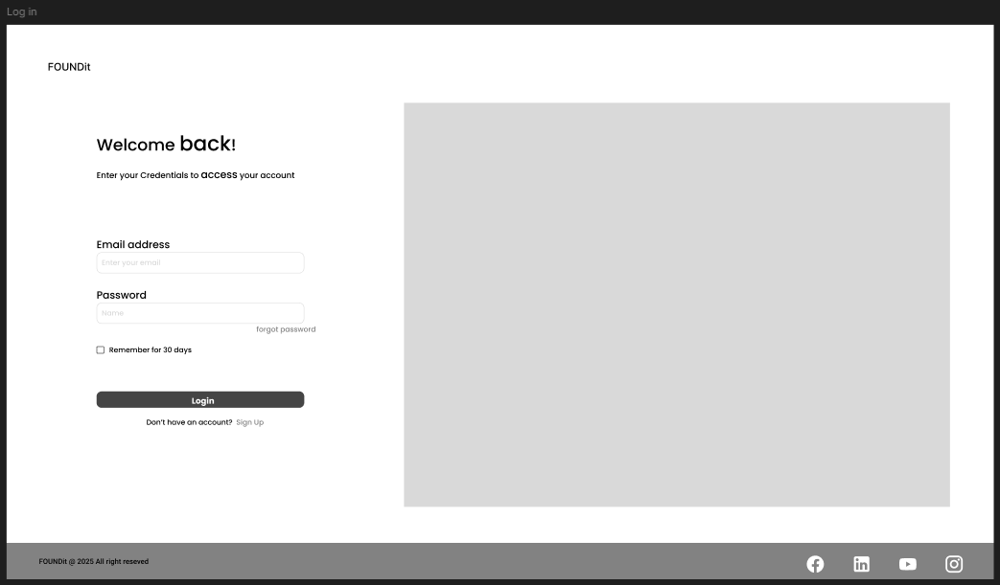 Log in
FOUNDit
Welcome back!
Enter your Credentials to access your account
Email address
Enter your email
Password
Name
forgot password
Remember for 30 days
Login
Don't have an account? Sign Up
FOUNDit @ 2025 All right reseved